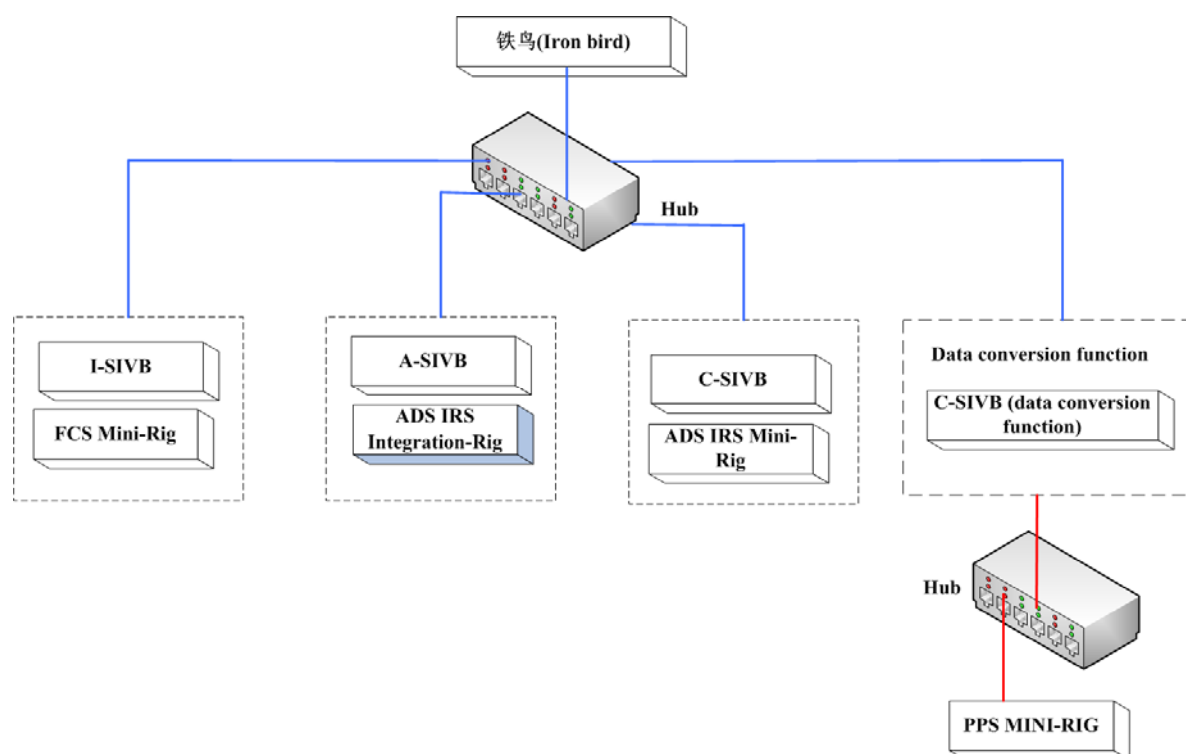 铁鸟(Iron bird)
Hub
I-SIVB
FCS Mini-Rig
A-SIVB
ADS IRS
Integration-Rig
C-SIVB
ADS IRS Mini-
Rig
Data conversion function
C-SIVB (data conversion
function)
Hub
PPS MINI-RIG